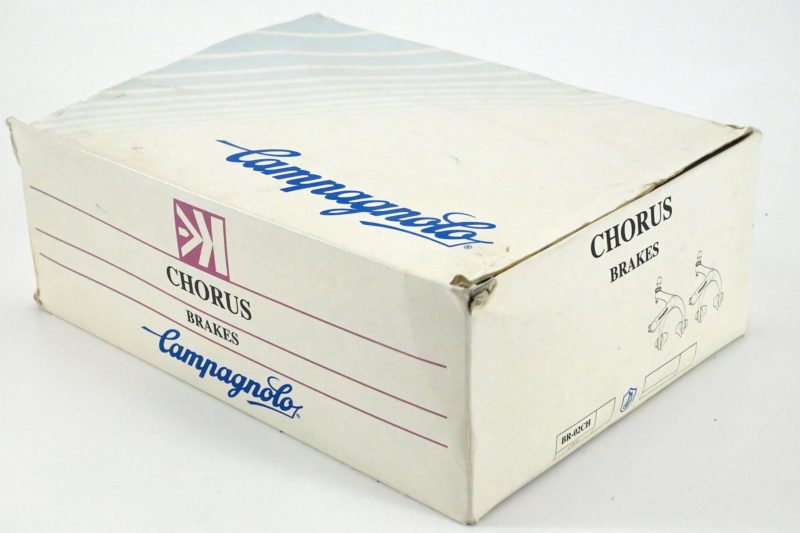 Campagnolo®
CHORUS
BRAKES
Campagnolo
CHORUS
BRAKES
BR-02CH